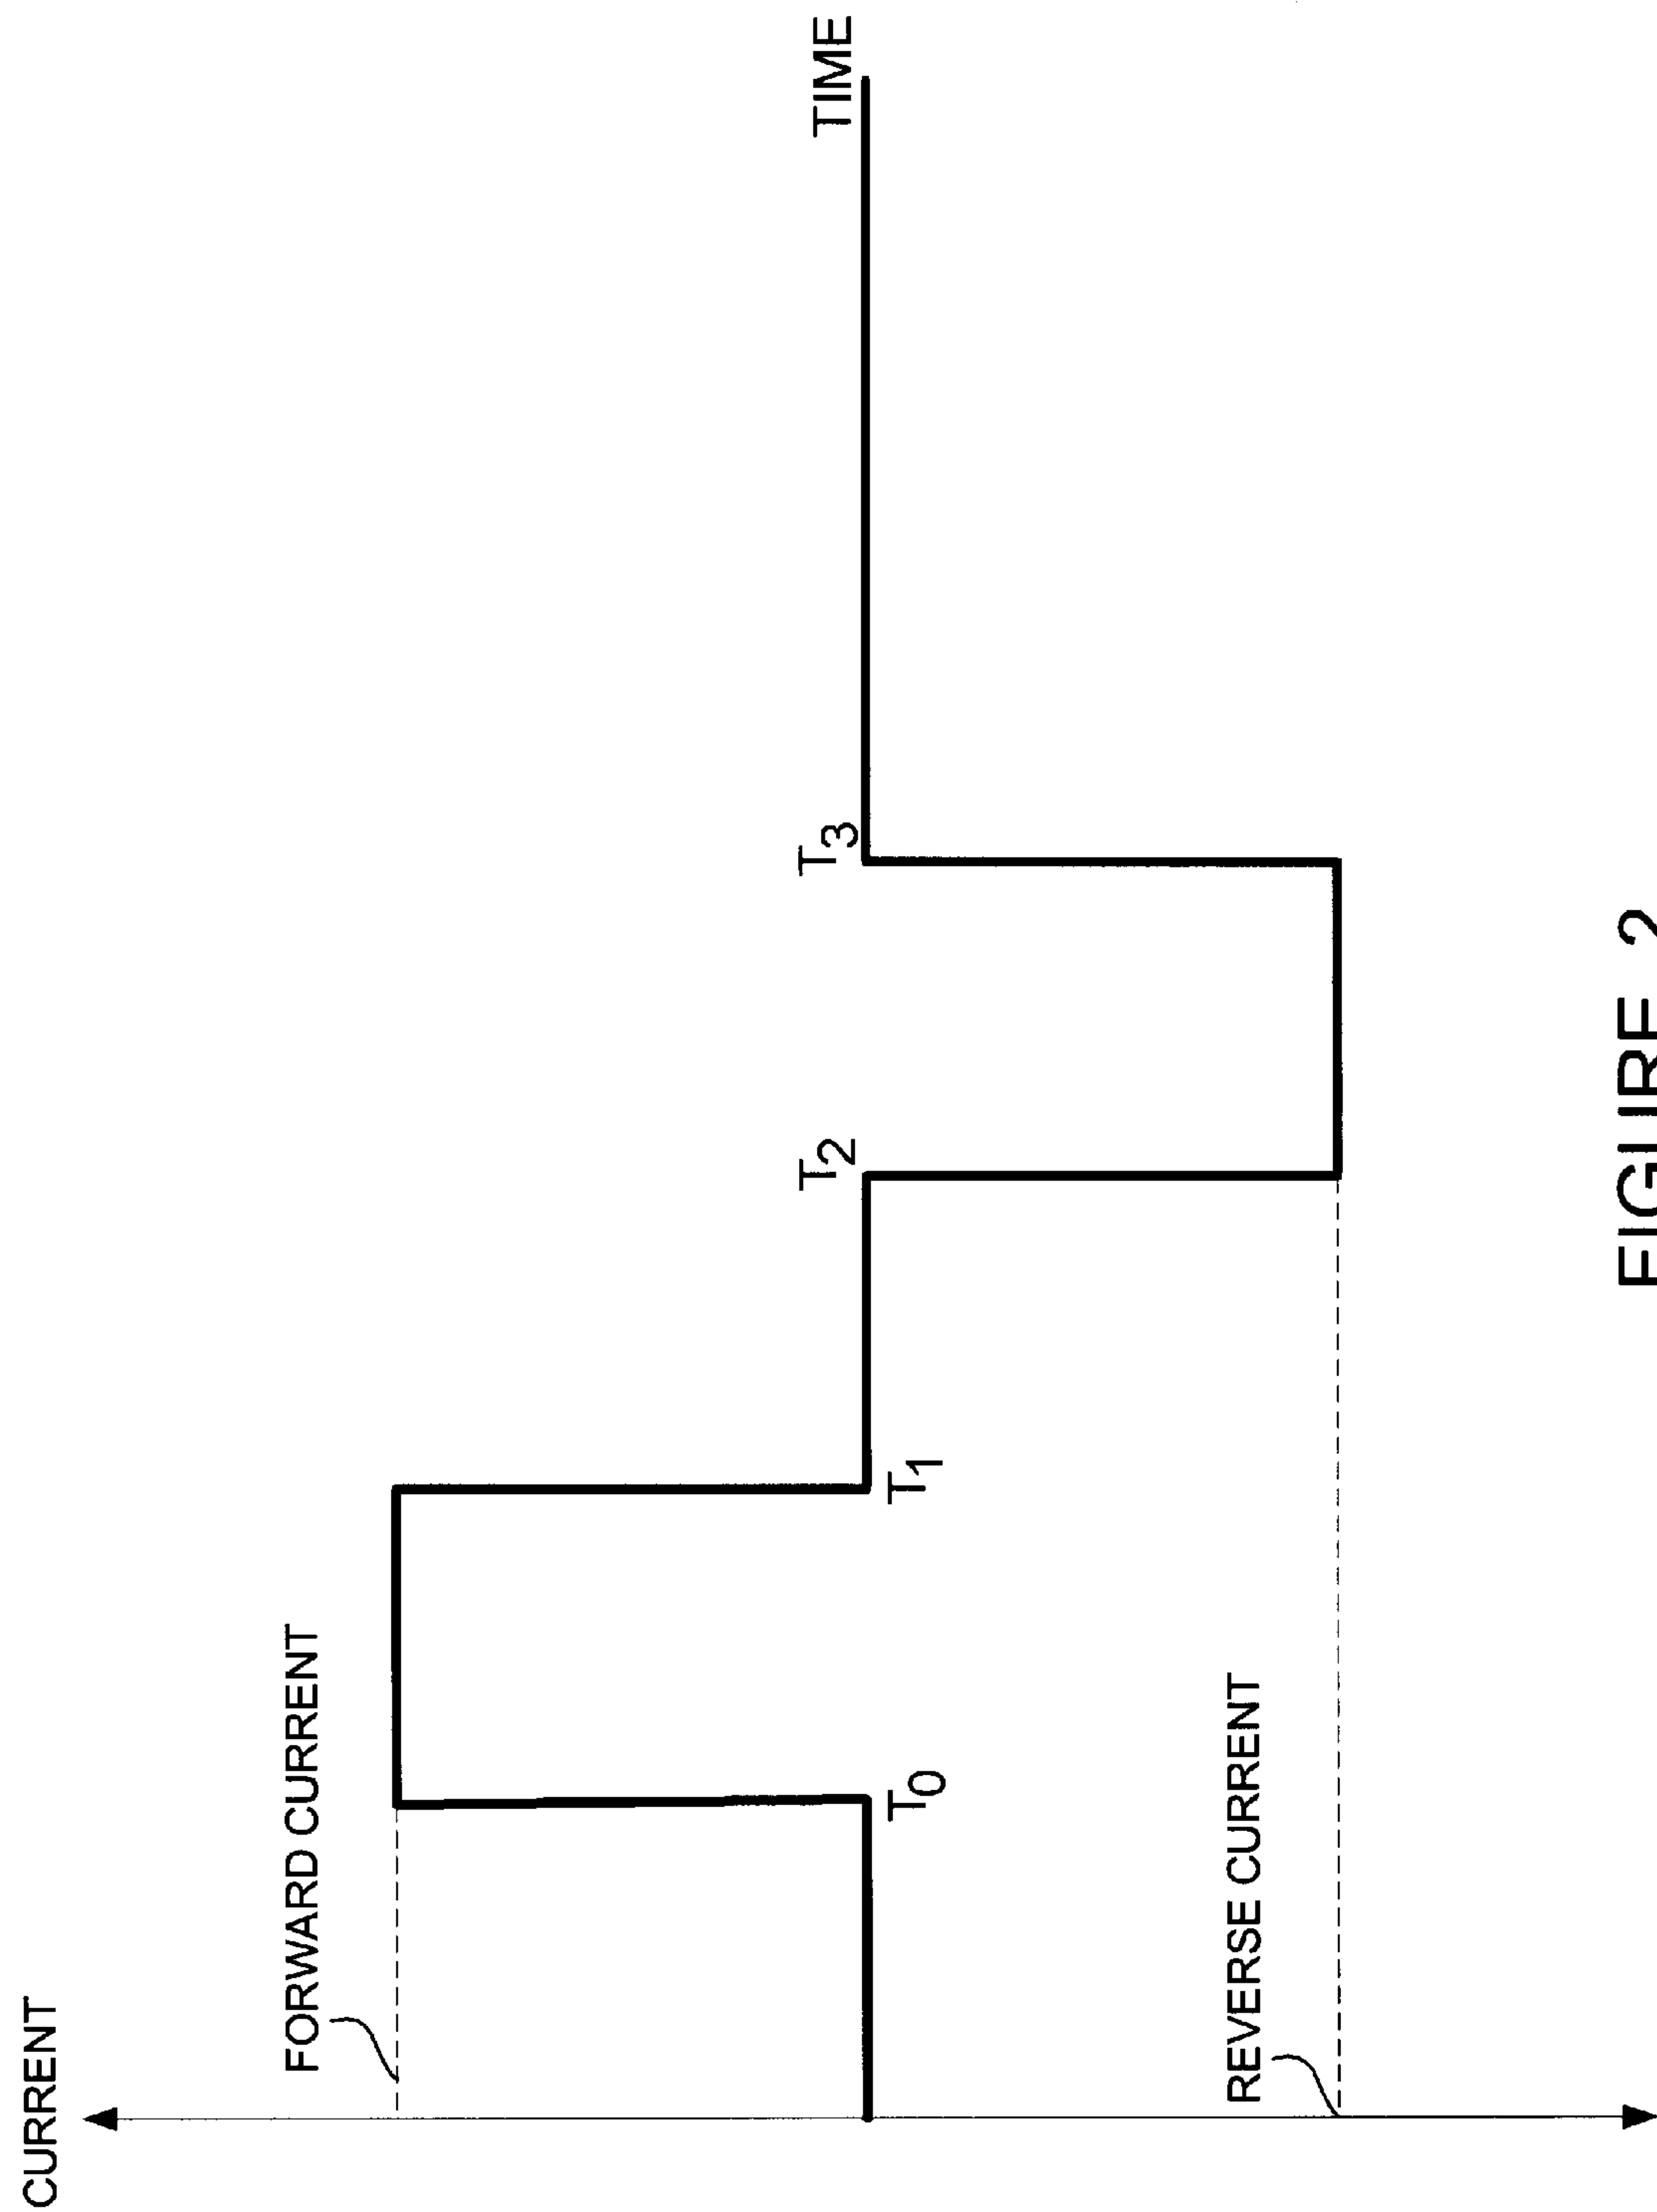 CURRENT
FORWARD CURRENT
TIME
T0
T1
T2
T3
REVERSE CURRENT
FIGURE 2